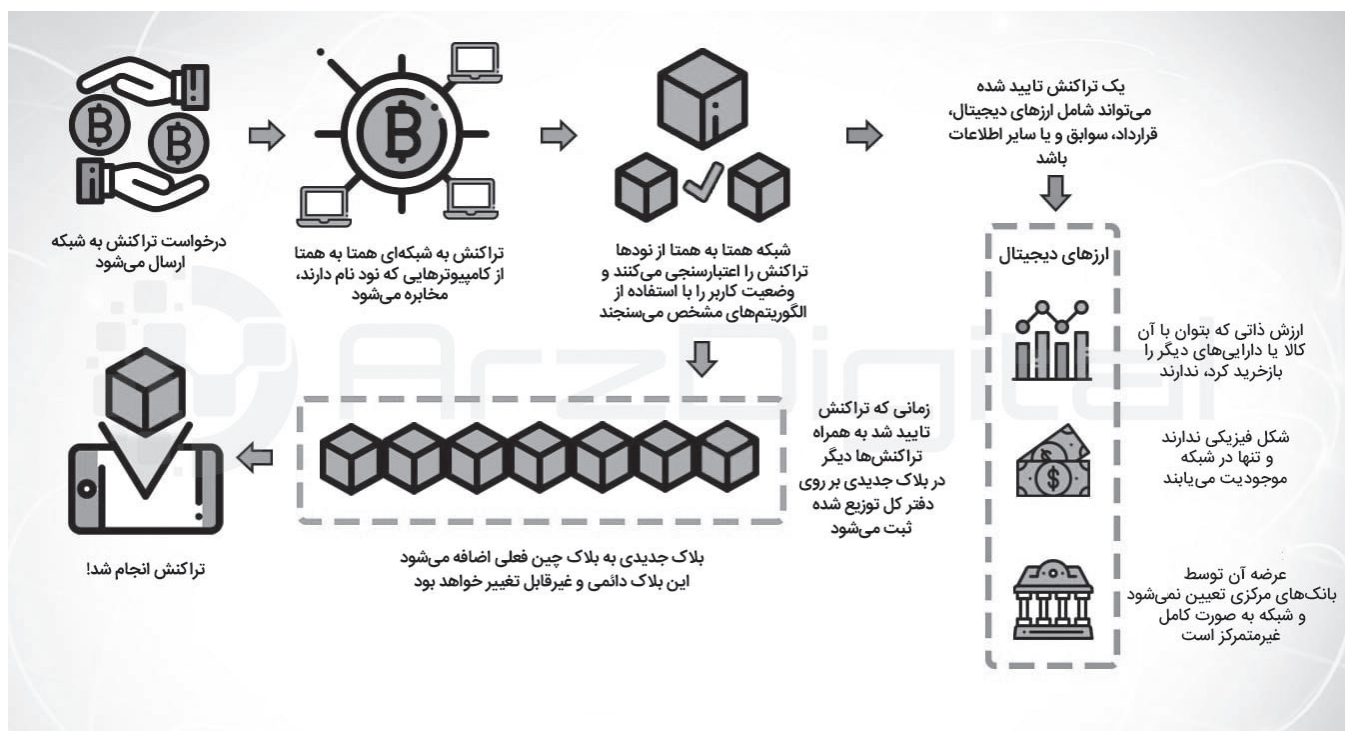 درخواست تراکنش به شبکه
ارسال می‌شود
تراکنش به شبکه‌ای همتا به همتا
از کامپیوترهایی که نود نام دارند،
مخابره می‌شود
شبکه همتا به همتا از نودها
تراکنش را اعتبارسنجی می‌کنند و
وضعیت کاربر را با استفاده از
الگوریتم‌های مشخص می‌سنجند
یک تراکنش تایید شده
می‌تواند شامل ارزهای دیجیتال،
قرارداد، سوابق و یا سایر اطلاعات
باشد
ارزهای دیجیتال
ارزش ذاتی که بتوان با آن
کالا یا دارایی‌های دیگر را
بازخرید کرد، ندارند
شکل فیزیکی ندارند
و تنها در شبکه
موجودیت می‌یابند
عرضه آن توسط
بانک‌های مرکزی تعیین نمی‌شود
و شبکه به صورت کامل
غیرمتمرکز است
زمانی که تراکنش
تایید شد به همراه
تراکنش‌ها دیگر
در بلاک جدیدی بر روی
دفتر کل توزیع شده
ثبت می‌شود
بلاک جدیدی به بلاک چین فعلی اضافه می‌شود
این بلاک دائمی و غیرقابل تغییر خواهد بود
تراکنش انجام شد!
ArzDigital